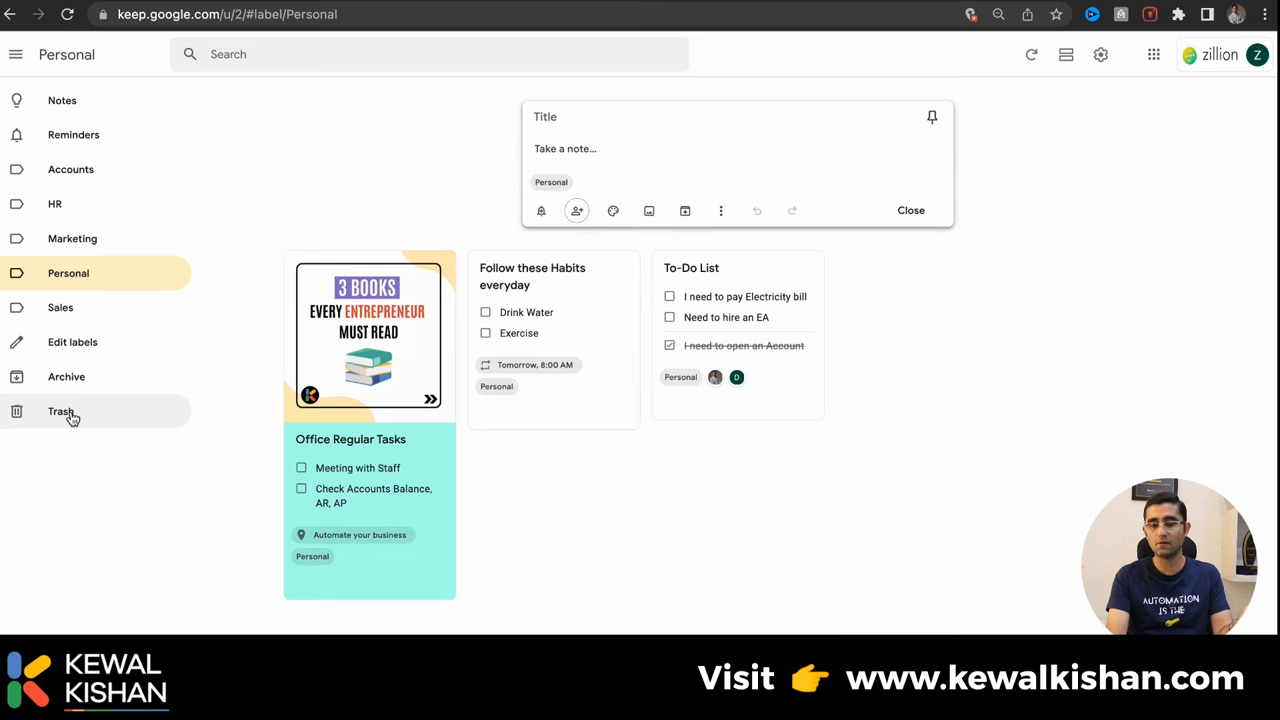 keep.google.com/u/2/#label/Personal
Personal
Search
zillion
Z
Notes
Reminders
Accounts
HR
Marketing
Personal
Sales
Edit labels
Archive
Trash
Title
Take a note...
Personal
Close
3 BOOKS
EVERY ENTREPRENEUR
MUST READ
Office Regular Tasks
Meeting with Staff
Check Accounts Balance,
AR, AP
Automate your business
Personal
Follow these Habits
everyday
Drink Water
Exercise
Tomorrow, 8:00 AM
Personal
To-Do List
I need to pay Electricity bill
Need to hire an EA
I need to open an Account
Personal
D
AUTOMATION
IS THE
KEWAL
KISHAN
Visit 👉 www.kewalkishan.com